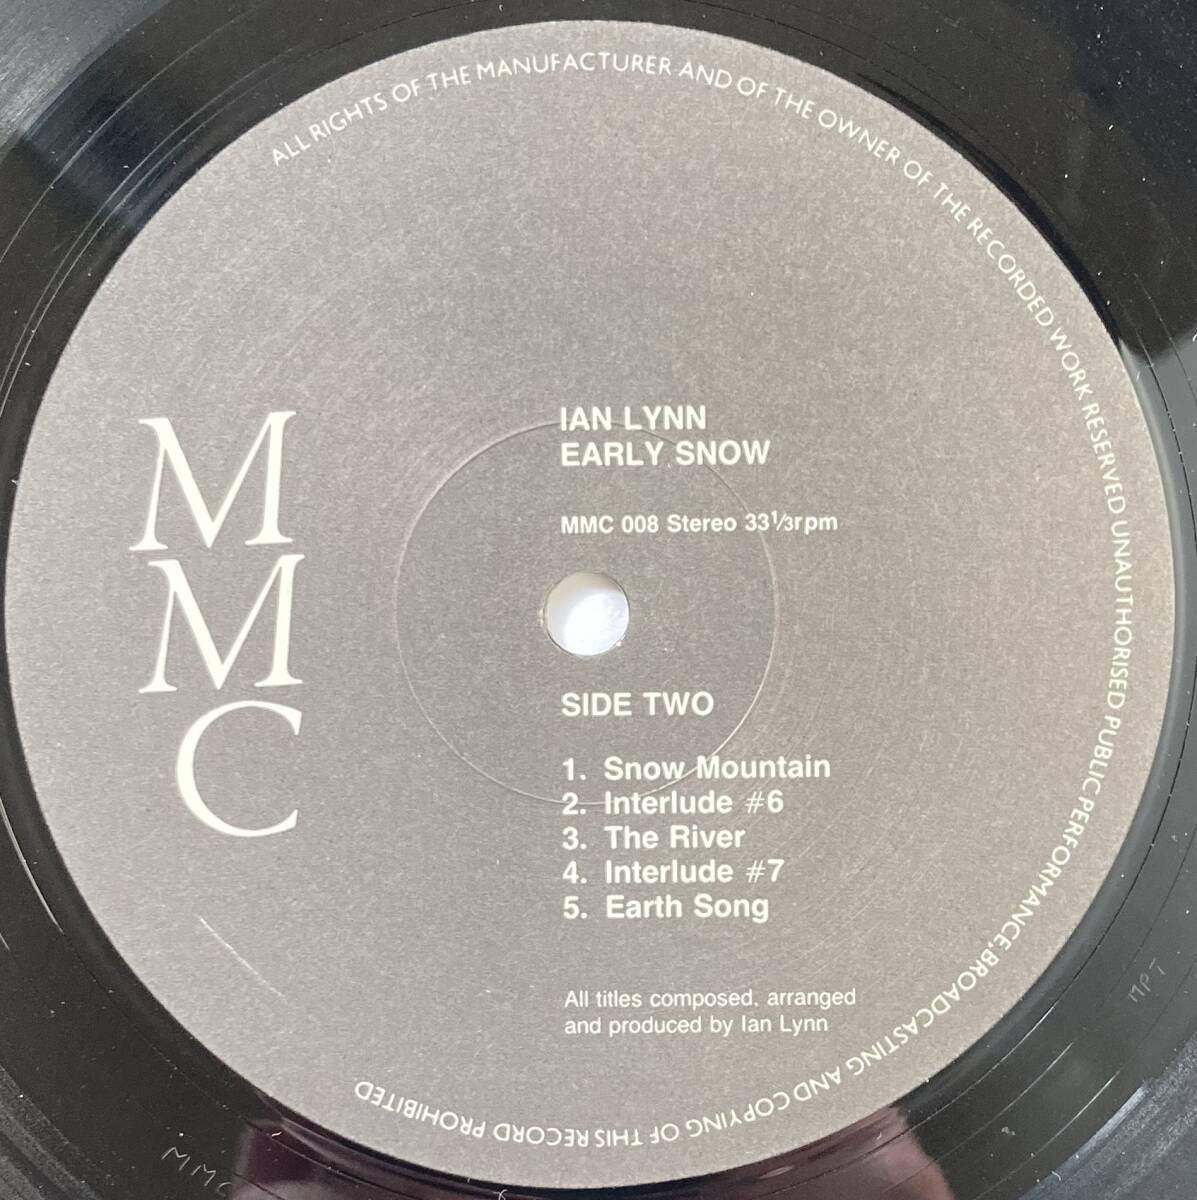 ALL RIGHTS OF THE MANUFACTURER AND OF THE OWNER OF THE RECORDED WORK RESERVED UNAUTHORISED PUBLIC PERFORMANCE, BROADCASTING AND COPYING OF THIS RECORD PROHIBITED
M
M
C
IAN LYNN
EARLY SNOW
MMC 008 Stereo 33⅓rpm
SIDE TWO
1. Snow Mountain
2. Interlude #6
3. The River
4. Interlude #7
5. Earth Song
All titles composed, arranged
and produced by Ian Lynn
MPT
MMC